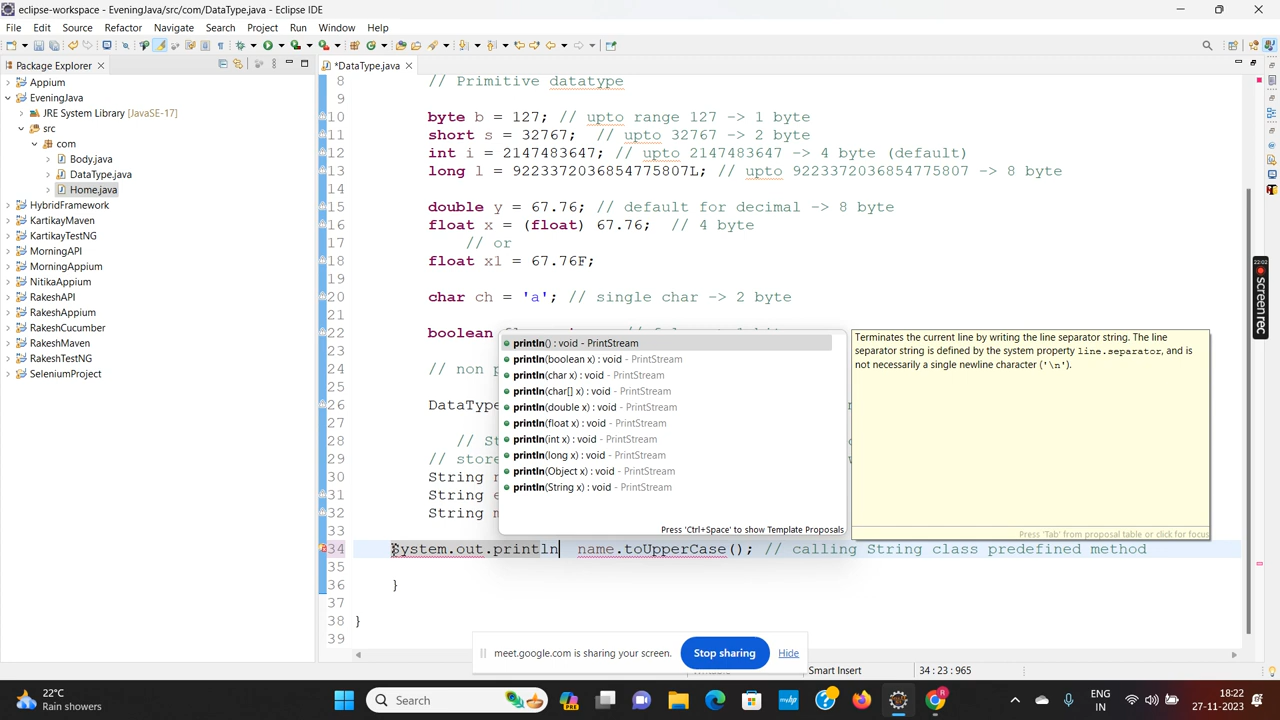 eclipse-workspace - EveningJava/src/com/DataType.java - Eclipse IDE
File Edit Source Refactor Navigate Search Project Run Window Help
Package Explorer
*DataType.java
Appium
EveningJava
JRE System Library [JavaSE-17]
src
com
Body.java
DataType.java
Home.java
HybridFramework
KartikayMaven
KartikayTestNG
MorningAPI
MorningAppium
NitikaAppium
RakeshAPI
RakeshAppium
RakeshCucumber
RakeshMaven
RakeshTestNG
SeleniumProject
8 // Primitive datatype
9
10 byte b = 127; // upto range 127 -> 1 byte
11 short s = 32767; // upto 32767 -> 2 byte
12 int i = 2147483647; // upto 2147483647 -> 4 byte (default)
13 long l = 9223372036854775807L; // upto 9223372036854775807 -> 8 byte
14
15 double y = 67.76; // default for decimal -> 8 byte
16 float x = (float) 67.76; // 4 byte
17 // or
18 float x1 = 67.76F;
19
20 char ch = 'a'; // single char -> 2 byte
21
22 boolean
23
24 // non p
25
26 DataType
27
28 // St
29 // store
30 String n
31 String e
32 String m
33
34 System.out.println name.toUpperCase(); // calling String class predefined method
35
36 }
37
38 }
39
println() : void - PrintStream
println(boolean x) : void - PrintStream
println(char x) : void - PrintStream
println(char[] x) : void - PrintStream
println(double x) : void - PrintStream
println(float x) : void - PrintStream
println(int x) : void - PrintStream
println(long x) : void - PrintStream
println(Object x) : void - PrintStream
println(String x) : void - PrintStream
Press 'Ctrl+Space' to show Template Proposals
Terminates the current line by writing the line separator string. The line
separator string is defined by the system property line.separator, and is
not necessarily a single newline character ('\n').
Press 'Tab' from proposal table or click for focus
22:02
screenrec
meet.google.com is sharing your screen. Stop sharing Hide
Smart Insert 34 : 23 : 965
22°C
Rain showers
Search
ENG
IN
18:22
27-11-2023